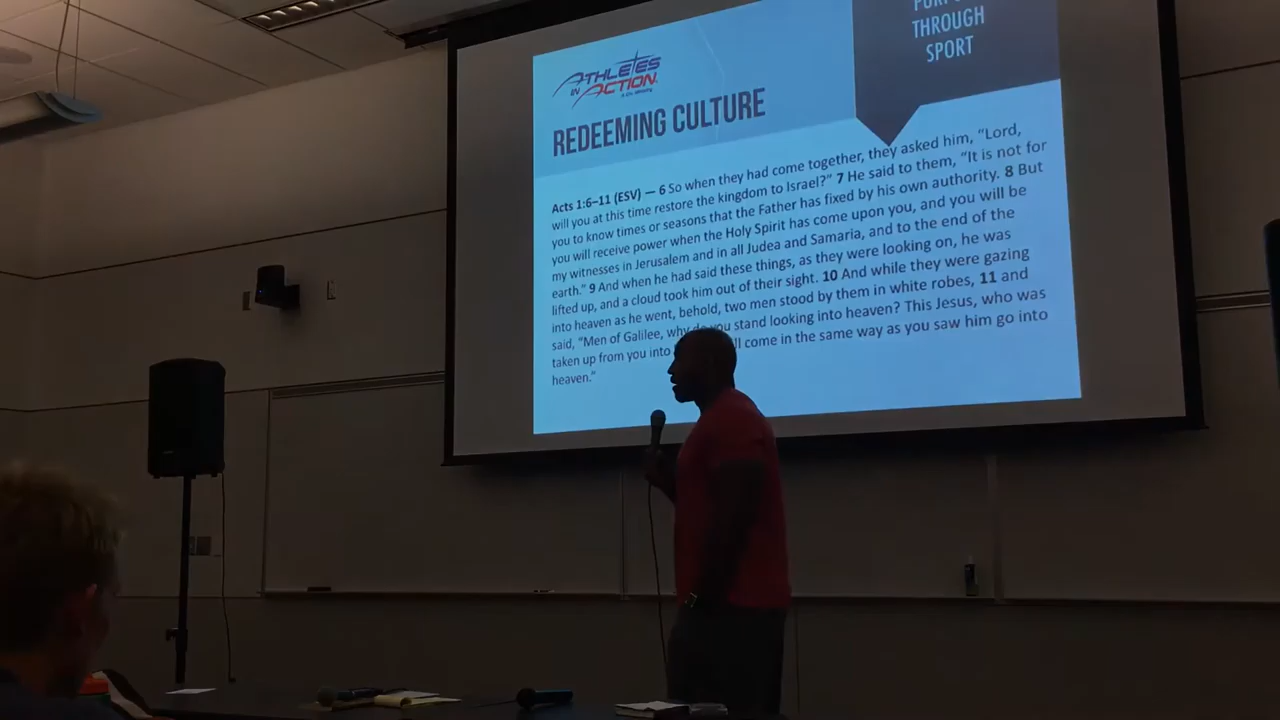 THROUGH
SPORT
ATHLETES
IN ACTION
REDEEMING CULTURE
Acts 1:6–11 (ESV) — 6 So when they had come together, they asked him, “Lord,
will you at this time restore the kingdom to Israel?” 7 He said to them, “It is not for
you to know times or seasons that the Father has fixed by his own authority. 8 But
you will receive power when the Holy Spirit has come upon you, and you will be
my witnesses in Jerusalem and in all Judea and Samaria, and to the end of the
earth.” 9 And when he had said these things, as they were looking on, he was
lifted up, and a cloud took him out of their sight. 10 And while they were gazing
into heaven as he went, behold, two men stood by them in white robes, 11 and
said, “Men of Galilee, why do you stand looking into heaven? This Jesus, who was
taken up from you into come in the same way as you saw him go into
heaven.”